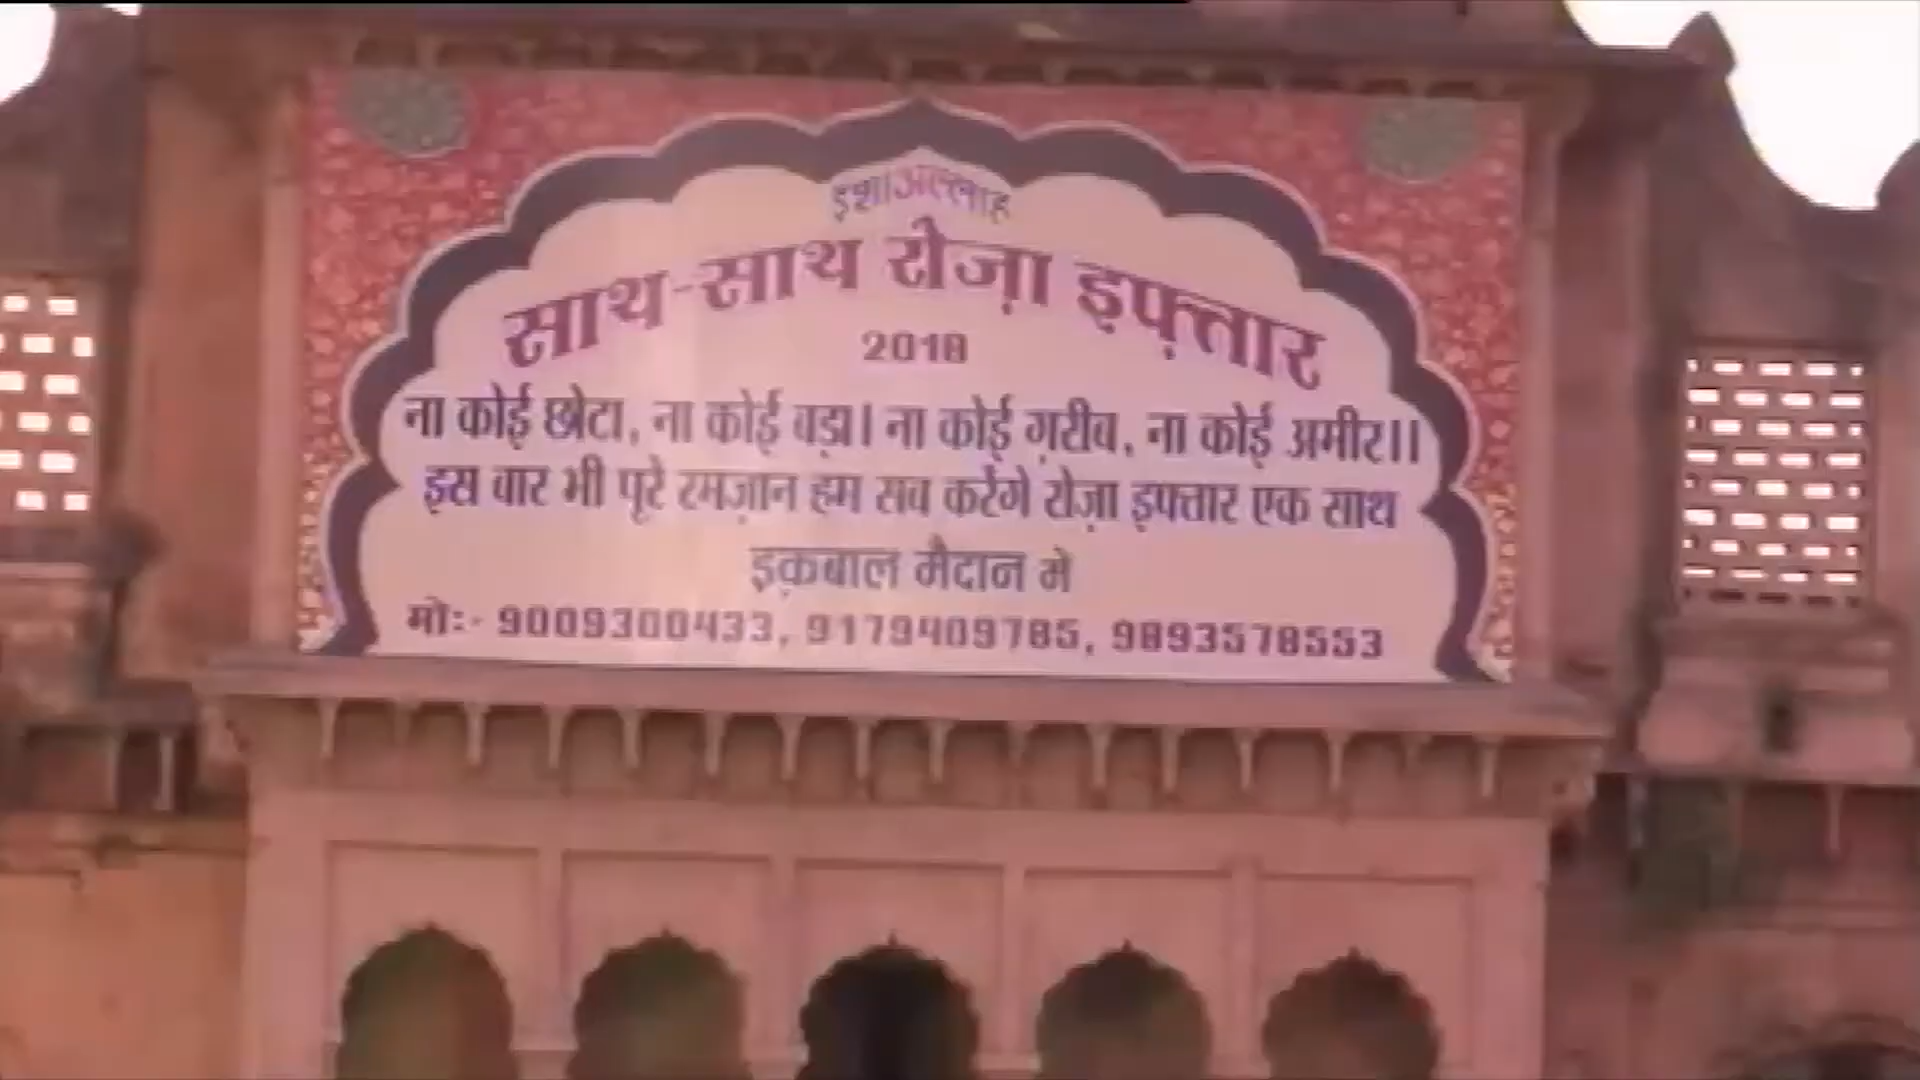 इंशाअल्लाह
साथ-साथ रोज़ा इफ़्तार
2018
ना कोई छोटा, ना कोई बड़ा। ना कोई ग़रीब, ना कोई अमीर।।
इस बार भी पूरे रमज़ान हम सब करेंगे रोज़ा इफ्तार एक साथ
इक़बाल मैदान मे
मो:- 9009300433, 9179409785, 9893578553